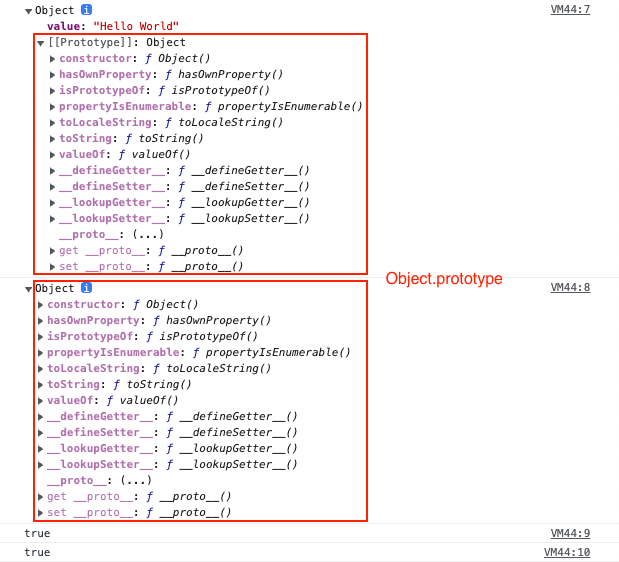 Object i VM44:7
value: "Hello World"
[[Prototype]]: Object
constructor: ƒ Object()
hasOwnProperty: ƒ hasOwnProperty()
isPrototypeOf: ƒ isPrototypeOf()
propertyIsEnumerable: ƒ propertyIsEnumerable()
toLocaleString: ƒ toLocaleString()
toString: ƒ toString()
valueOf: ƒ valueOf()
__defineGetter__: ƒ __defineGetter__()
__defineSetter__: ƒ __defineSetter__()
__lookupGetter__: ƒ __lookupGetter__()
__lookupSetter__: ƒ __lookupSetter__()
__proto__: (...)
get __proto__: ƒ __proto__()
set __proto__: ƒ __proto__()
Object.prototype
Object i VM44:8
constructor: ƒ Object()
hasOwnProperty: ƒ hasOwnProperty()
isPrototypeOf: ƒ isPrototypeOf()
propertyIsEnumerable: ƒ propertyIsEnumerable()
toLocaleString: ƒ toLocaleString()
toString: ƒ toString()
valueOf: ƒ valueOf()
__defineGetter__: ƒ __defineGetter__()
__defineSetter__: ƒ __defineSetter__()
__lookupGetter__: ƒ __lookupGetter__()
__lookupSetter__: ƒ __lookupSetter__()
__proto__: (...)
get __proto__: ƒ __proto__()
set __proto__: ƒ __proto__()
true VM44:9
true VM44:10